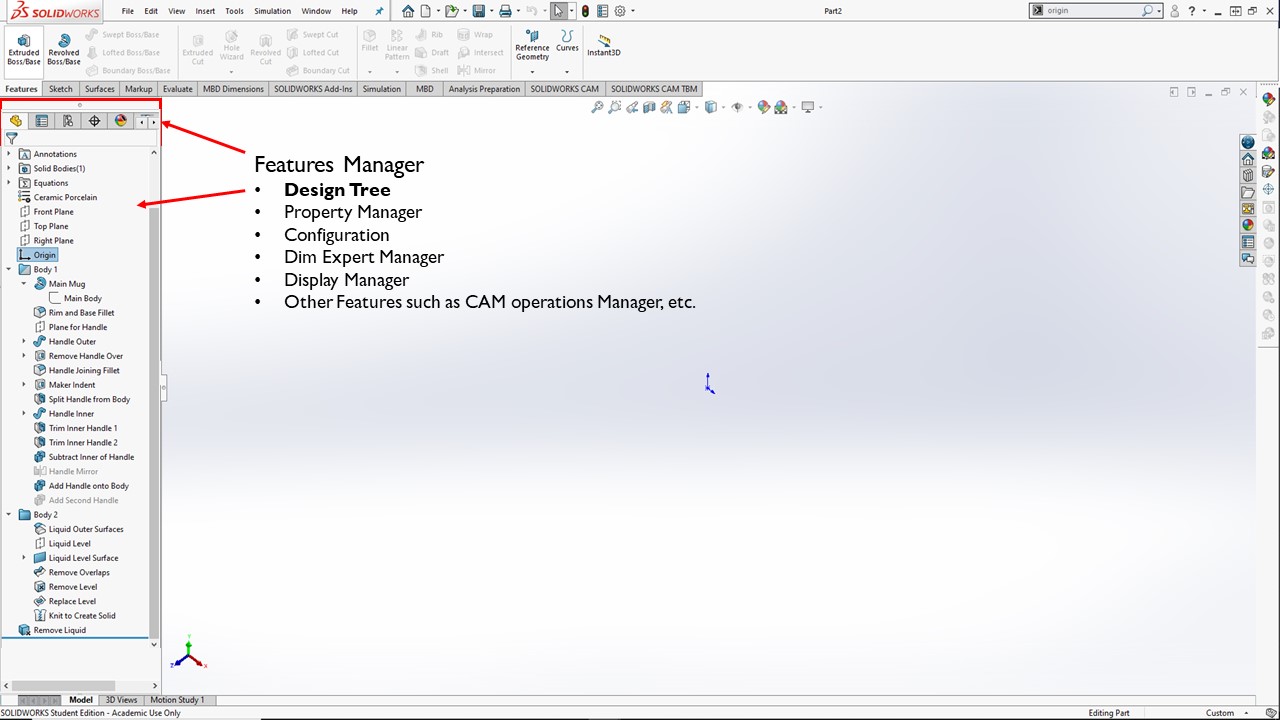 SOLIDWORKS File Edit View Insert Tools Simulation Window Help Part2 origin ?
Extruded Boss/Base
Revolved Boss/Base
Swept Boss/Base
Lofted Boss/Base
Boundary Boss/Base
Extruded Cut
Hole Wizard
Revolved Cut
Swept Cut
Lofted Cut
Boundary Cut
Fillet
Linear Pattern
Rib
Draft
Shell
Wrap
Intersect
Mirror
Reference Geometry
Curves
Instant3D
Features Sketch Surfaces Markup Evaluate MBD Dimensions SOLIDWORKS Add-Ins Simulation MBD Analysis Preparation SOLIDWORKS CAM SOLIDWORKS CAM TBM
Annotations
Solid Bodies(1)
Equations
Ceramic Porcelain
Front Plane
Top Plane
Right Plane
Origin
Body 1
Main Mug
Main Body
Rim and Base Fillet
Plane for Handle
Handle Outer
Remove Handle Over
Handle Joining Fillet
Maker Indent
Split Handle from Body
Handle Inner
Trim Inner Handle 1
Trim Inner Handle 2
Subtract Inner of Handle
Handle Mirror
Add Handle onto Body
Add Second Handle
Body 2
Liquid Outer Surfaces
Liquid Level
Liquid Level Surface
Remove Overlaps
Remove Level
Replace Level
Knit to Create Solid
Remove Liquid
Features Manager
• Design Tree
• Property Manager
• Configuration
• Dim Expert Manager
• Display Manager
• Other Features such as CAM operations Manager, etc.
Y
Z X
Model 3D Views Motion Study 1
SOLIDWORKS Student Edition - Academic Use Only Editing Part Custom